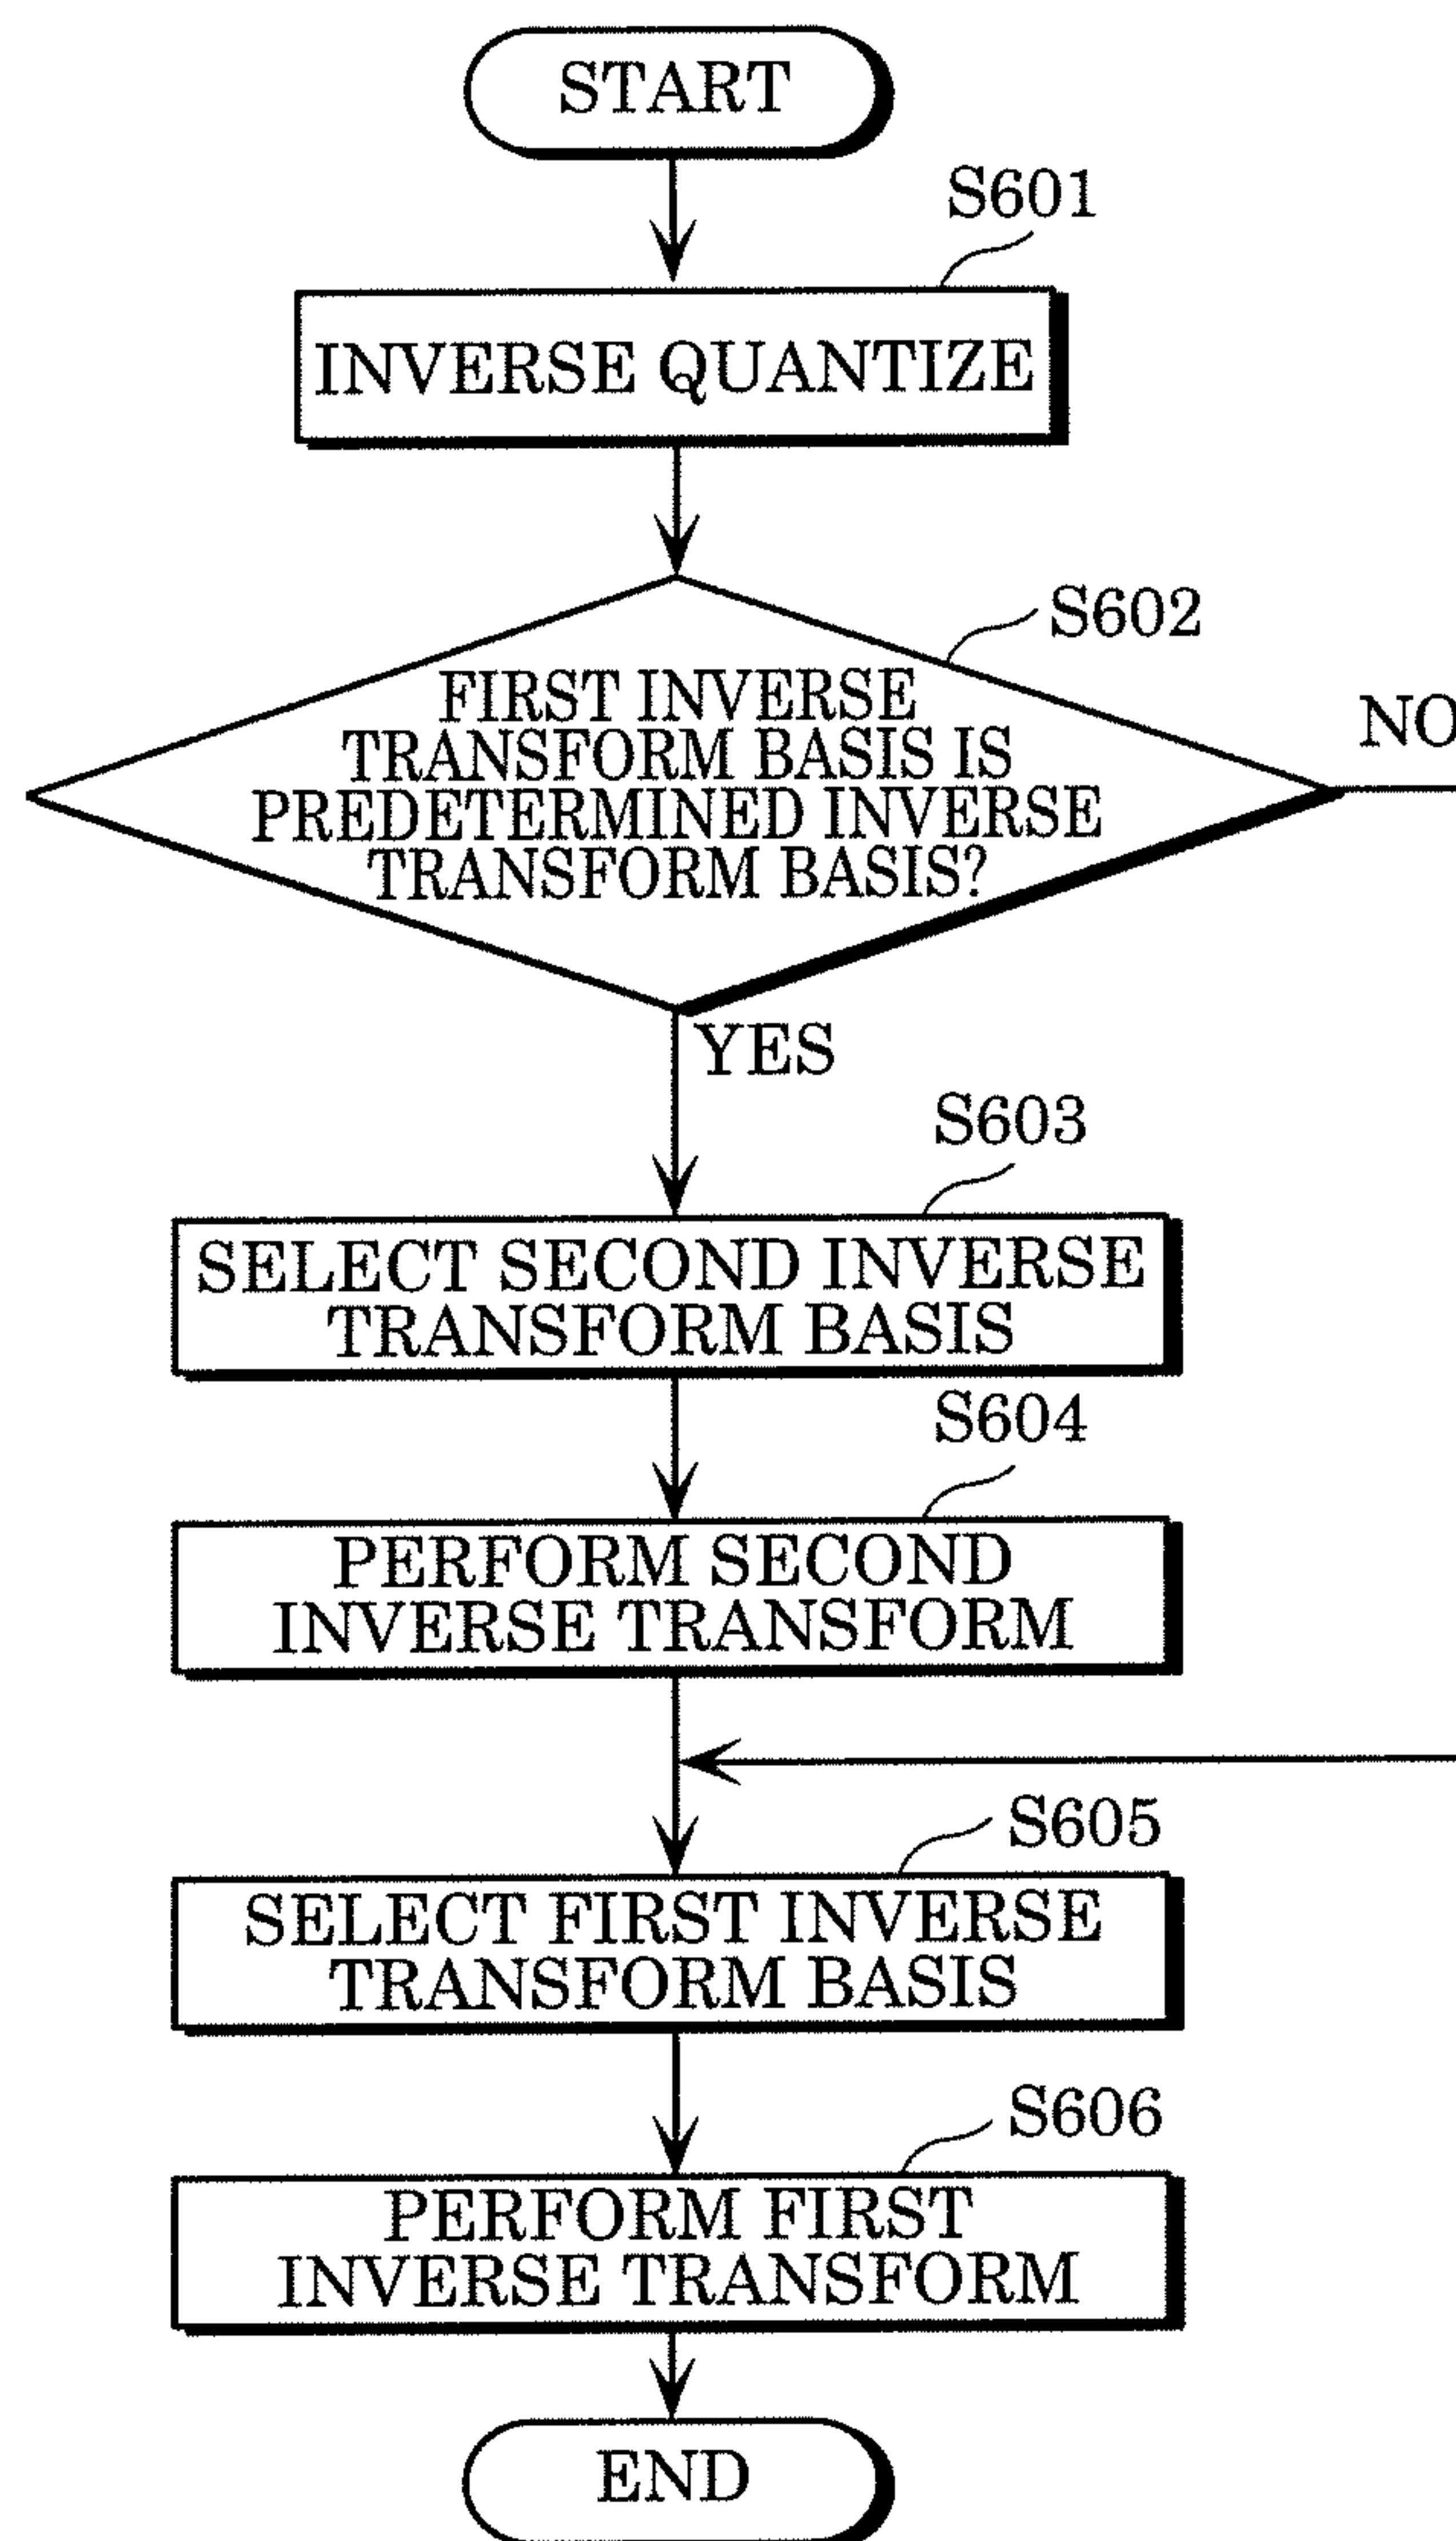 START
S601
INVERSE QUANTIZE
S602
FIRST INVERSE
TRANSFORM BASIS IS
PREDETERMINED INVERSE
TRANSFORM BASIS?
NO
YES
S603
SELECT SECOND INVERSE
TRANSFORM BASIS
S604
PERFORM SECOND
INVERSE TRANSFORM
S605
SELECT FIRST INVERSE
TRANSFORM BASIS
S606
PERFORM FIRST
INVERSE TRANSFORM
END